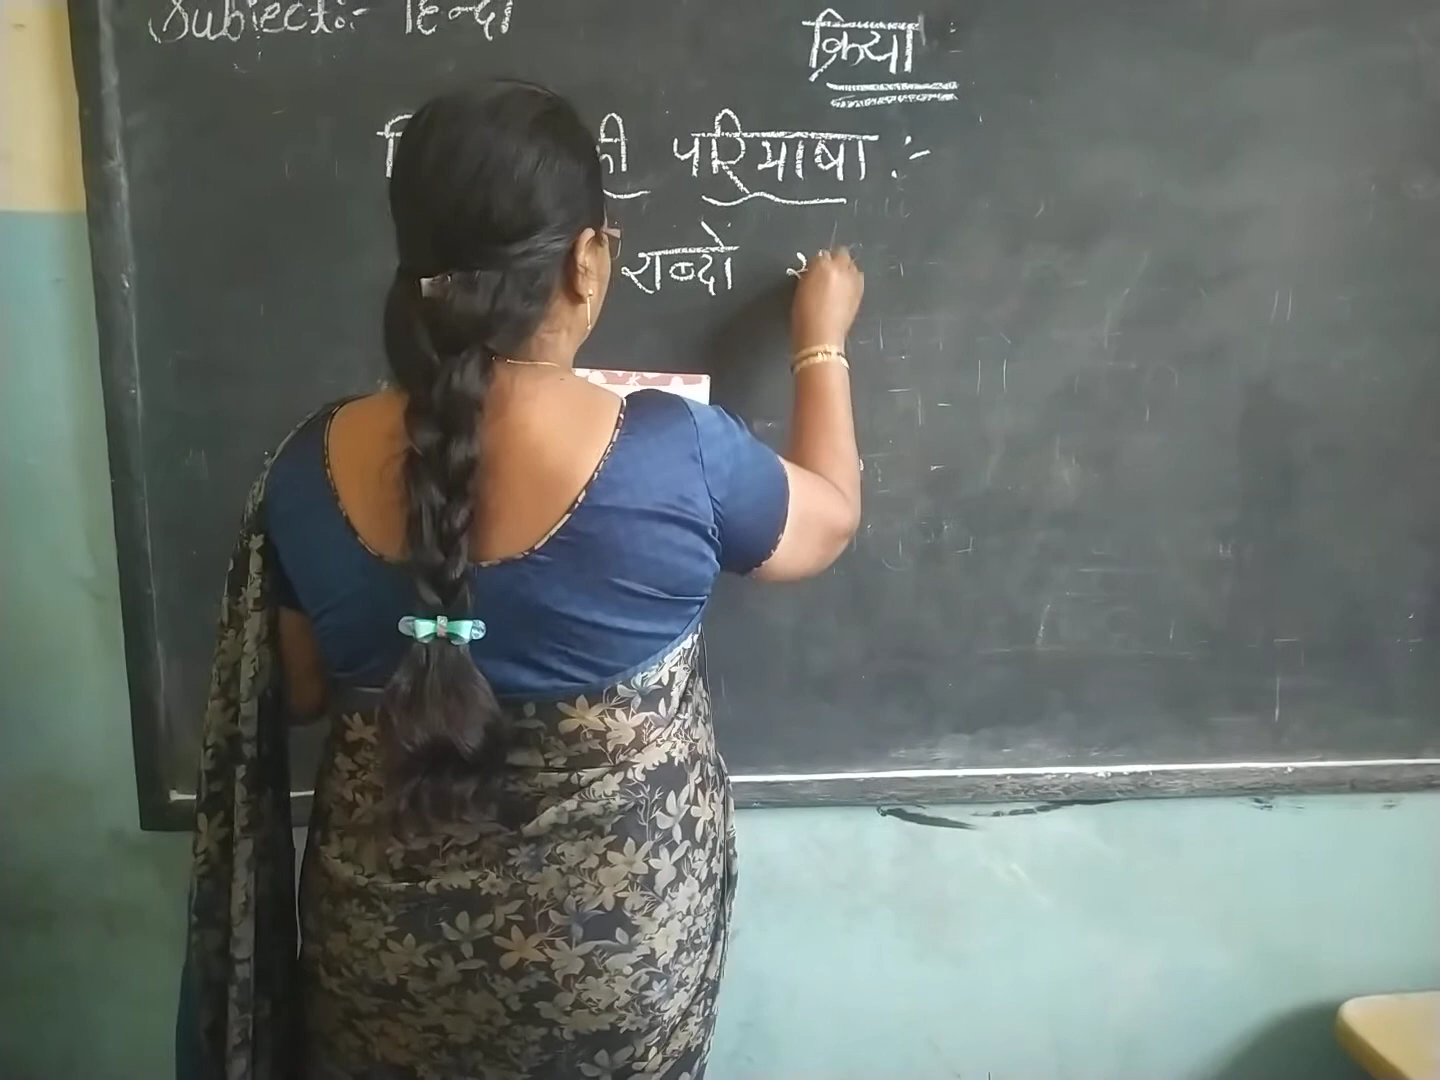 Subject:- हिन्दी
क्रिया :
की परिभाषा :-
शब्दों